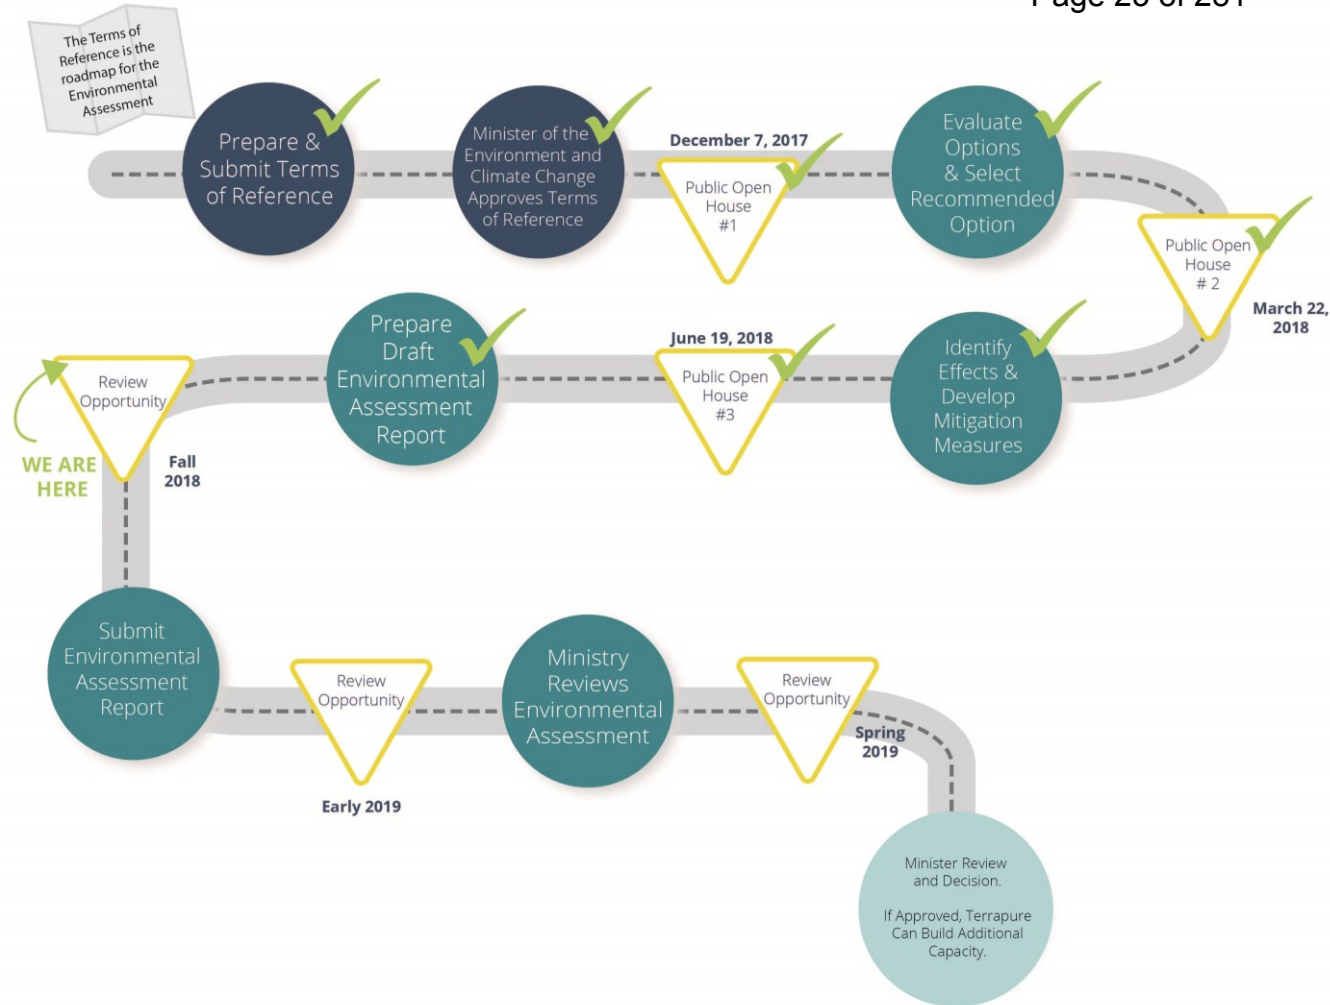 Page 26 of 281
The Terms of
Reference is the
roadmap for the
Environmental
Assessment
Prepare &
Submit Terms
of Reference
Minister of the
Environment and
Climate Change
Approves Terms
of Reference
December 7, 2017
Public Open
House
#1
Evaluate
Options
& Select
Recommended
Option
Public Open
House
# 2
March 22,
2018
Identify
Effects &
Develop
Mitigation
Measures
June 19, 2018
Public Open
House
#3
Prepare
Draft
Environmental
Assessment
Report
Review
Opportunity
Fall
2018
WE ARE
HERE
Submit
Environmental
Assessment
Report
Review
Opportunity
Early 2019
Ministry
Reviews
Environmental
Assessment
Review
Opportunity
Spring
2019
Minister Review
and Decision.
If Approved, Terrapure
Can Build Additional
Capacity.